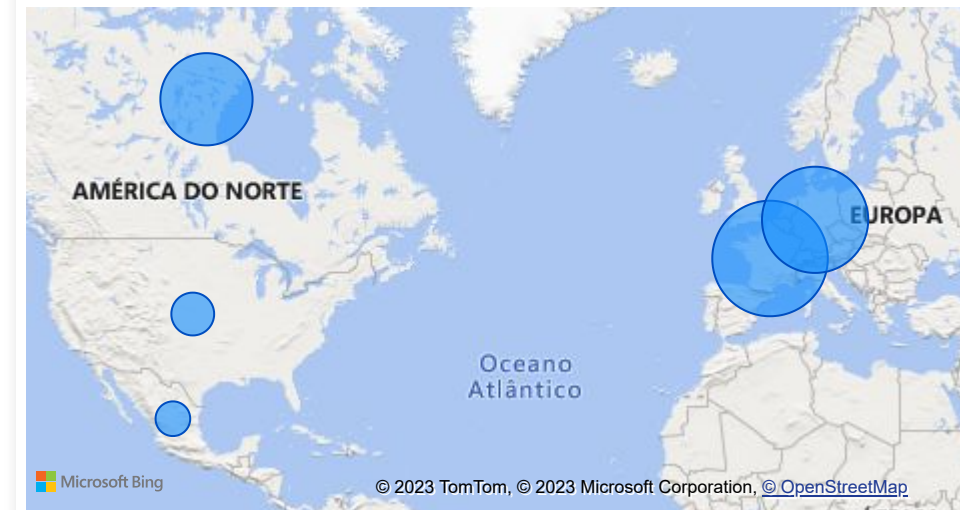 AMÉRICA DO NORTE
EUROPA
Oceano
Atlântico
Microsoft Bing
© 2023 TomTom, © 2023 Microsoft Corporation, © OpenStreetMap